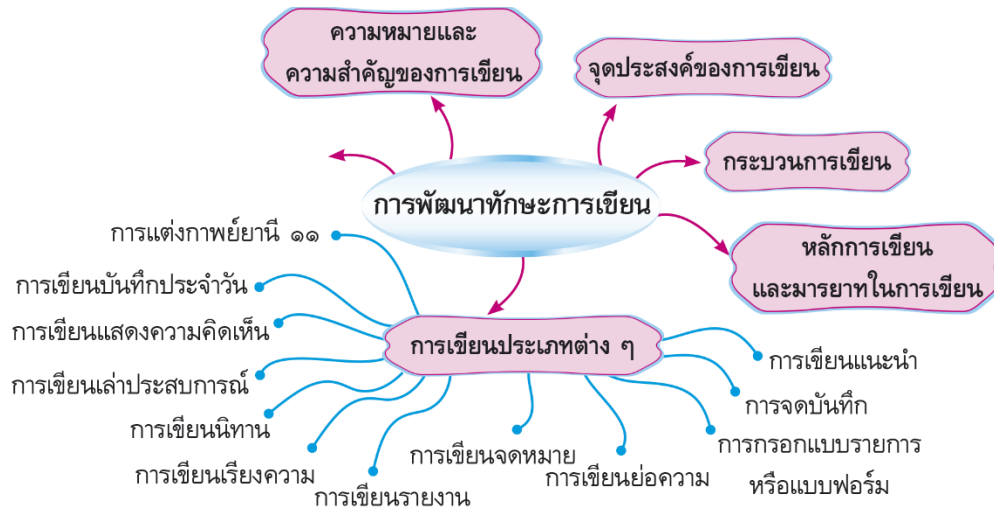 ความหมายและ
ความสำคัญของการเขียน
จุดประสงค์ของการเขียน
กระบวนการเขียน
การพัฒนาทักษะการเขียน
หลักการเขียน
และมารยาทในการเขียน
การแต่งกาพย์ยานี ๑๑
การเขียนบันทึกประจำวัน
การเขียนแสดงความคิดเห็น
การเขียนประเภทต่าง ๆ
การเขียนเล่าประสบการณ์
การเขียนนิทาน
การเขียนเรียงความ
การเขียนรายงาน
การเขียนจดหมาย
การเขียนย่อความ
การกรอกแบบรายการ
หรือแบบฟอร์ม
การจดบันทึก
การเขียนแนะนำ